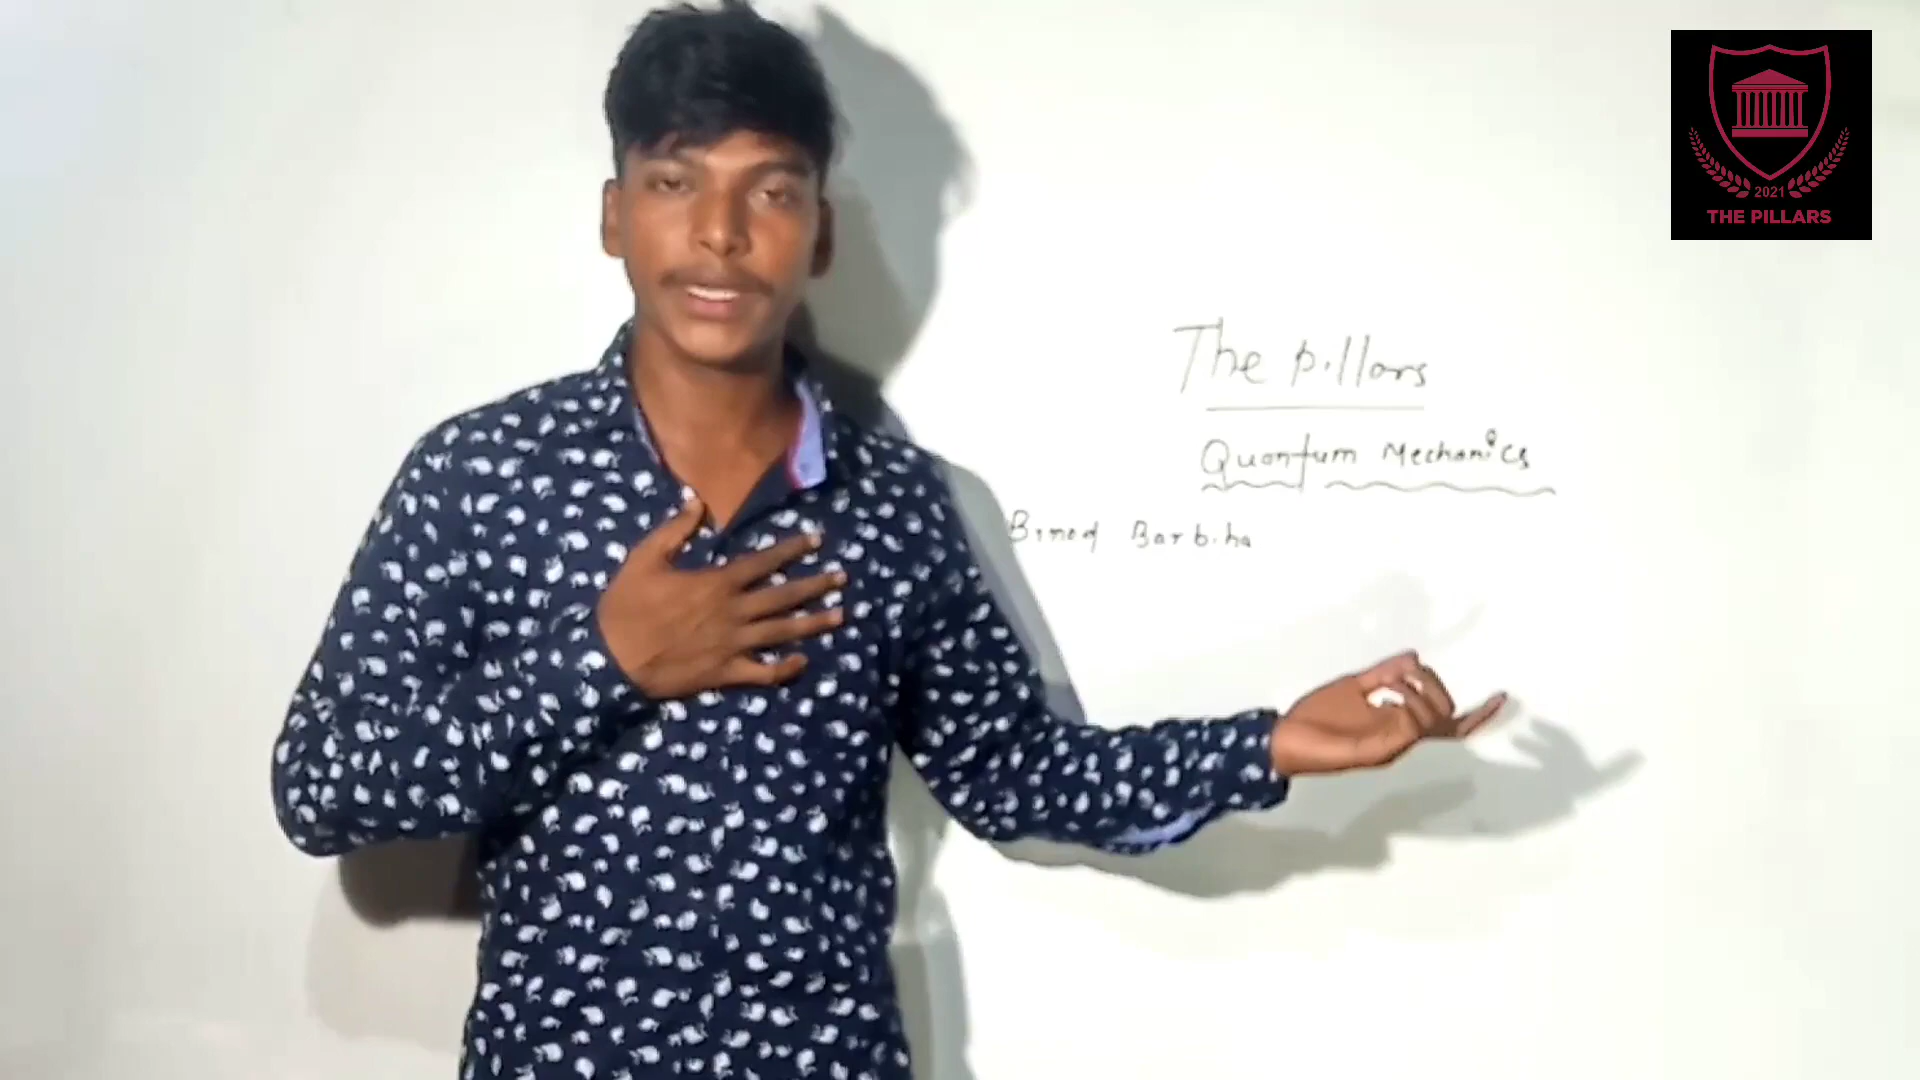 2021
THE PILLARS
The pillars
Quantum Mechanics
Binod Barbiha